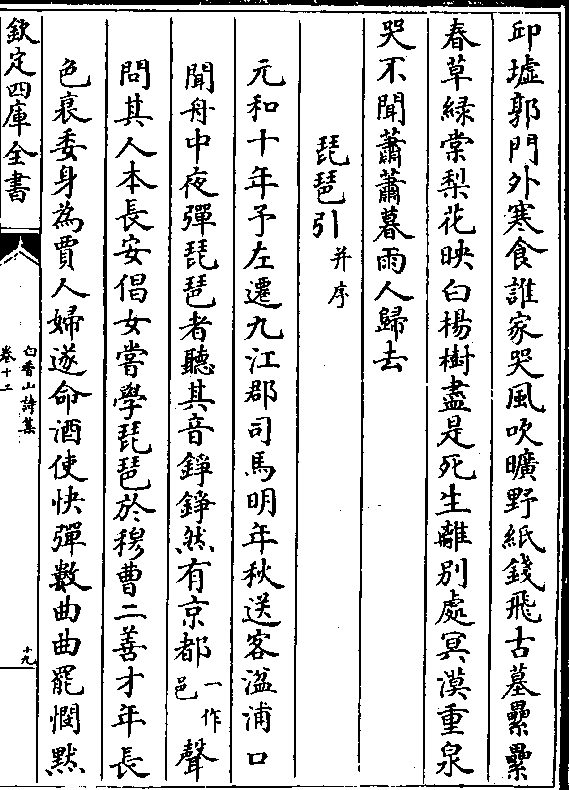 邱墟郭門外寒食誰家哭風吹曠野紙錢飛古墓纍纍
春草綠棠梨花映白楊樹盡是死生離別處冥漠重泉
哭不聞蕭蕭暮雨人歸去
琵琶引并序
元和十年予左遷九江郡司馬明年秋送客湓浦口
聞舟中夜彈琵琶者聽其音錚錚然有京都一作邑聲
問其人本長安倡女嘗學琵琶於穆曹二善才年長
色衰委身為賈人婦遂命酒使快彈數曲曲罷憫默
欽定四庫全書
白香山詩集
卷十二
十九